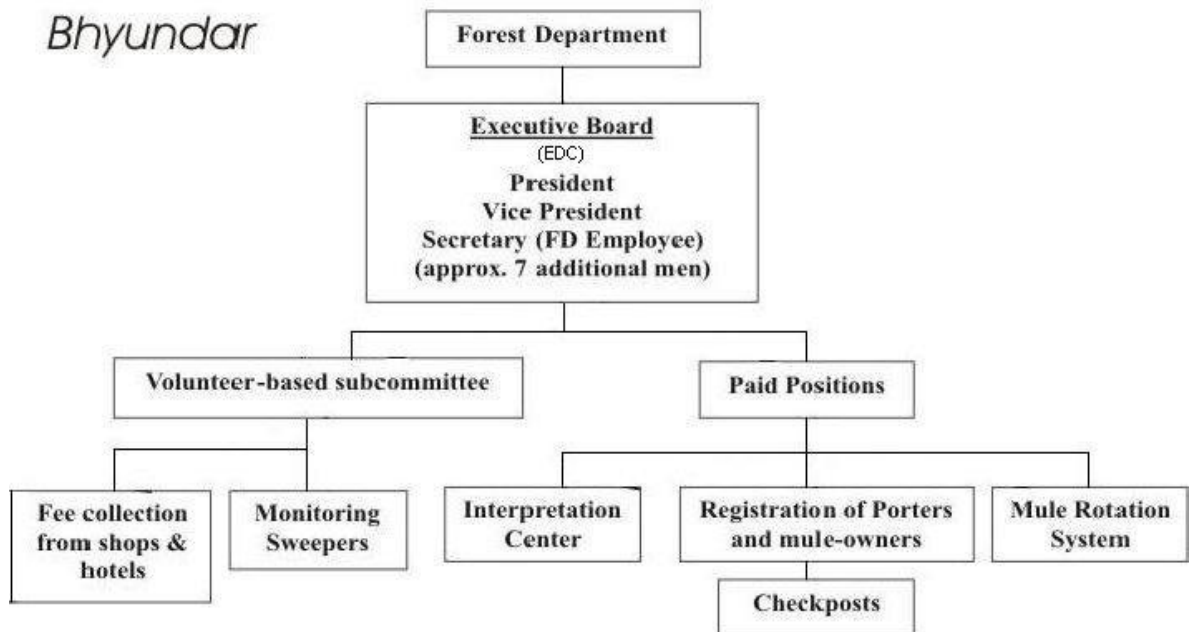 Bhyundar
Forest Department
Executive Board
(EDC)
President
Vice President
Secretary (FD Employee)
(approx. 7 additional men)
Volunteer-based subcommittee
Paid Positions
Fee collection
from shops &
hotels
Monitoring
Sweepers
Interpretation
Center
Registration of Porters
and mule-owners
Mule Rotation
System
Checkposts